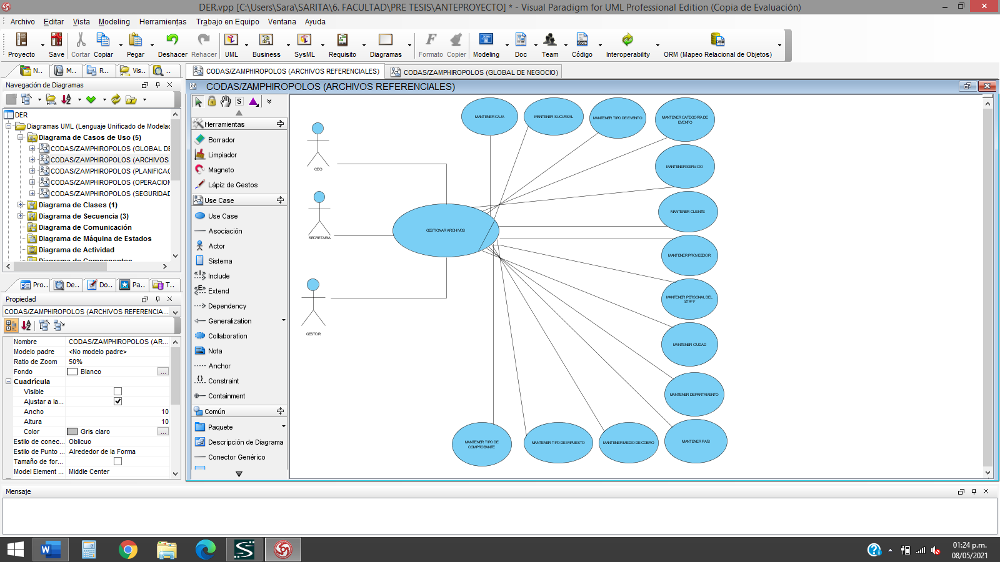 DER.vpp [C:\Users\Sara\SARITA\6. FACULTAD\PRE TESIS\ANTEPROYECTO] * - Visual Paradigm for UML Professional Edition (Copia de Evaluación)
Archivo Editar Vista Modeling Herramientas Trabajo en Equipo Ventana Ayuda
Proyecto Save Cortar Copiar Pegar Deshacer Rehacer UML Business SysML Requisito Diagramas Formato Copier Modeling Doc Team Código Interoperability ORM (Mapeo Relacional de Objetos)
N.. M.. R.. Vis.. ..
CODAS/ZAMPHIROPOLOS (ARCHIVOS REFERENCIALES)
CODAS/ZAMPHIROPOLOS (GLOBAL DE NEGOCIO)
Navegación de Diagramas
DER
Diagramas UML (Lenguaje Unificado de Modelac
Diagrama de Casos de Uso (5)
CODAS/ZAMPHIROPOLOS (GLOBAL DE
CODAS/ZAMPHIROPOLOS (ARCHIVOS
CODAS/ZAMPHIROPOLOS (PLANIFICAC
CODAS/ZAMPHIROPOLOS (OPERACION
CODAS/ZAMPHIROPOLOS (SEGURIDAD
Diagrama de Clases (1)
Diagrama de Secuencia (3)
Diagrama de Comunicación
Diagrama de Máquina de Estados
Diagrama de Actividad
Diagrama de Componentes
Pro.. De.. Do.. Pa.. T..
Propiedad
CODAS/ZAMPHIROPOLOS (ARCHIVOS REFERENCIA...
Nombre CODAS/ZAMPHIROPOLOS (AR...
Modelo padre <No modelo padre>
Ratio de Zoom 50%
Fondo Blanco ...
Cuadrícula
Visible
Ajustar a la...
Ancho 10
Altura 10
Color Gris claro ...
Estilo de conec... Oblicuo
Estilo de Punto ... Alrededor de la Forma
Tamaño de for...
Model Element ... Middle Center
CODAS/ZAMPHIROPOLOS (ARCHIVOS REFERENCIALES)
S
Herramientas
Borrador
Limpiador
Magneto
Lápiz de Gestos
Use Case
Use Case
Asociación
Actor
Sistema
Include
Extend
Dependency
Generalization
Collaboration
Nota
Anchor
Constraint
Containment
Común
Paquete
Descripción de Diagrama
Conector Genérico
CEO
SECRETARIA
GESTOR
GESTIONAR ARCHIVOS
MANTENER CAJA
MANTENER SUCURSAL
MANTENER TIPO DE EVENTO
MANTENER CATEGORÍA DE
EVENTO
MANTENER SERVICIO
MANTENER CLIENTE
MANTENER PROVEEDOR
MANTENER PERSONAL DEL
STAFF
MANTENER CIUDAD
MANTENER DEPARTAMENTO
MANTENER PAÍS
MANTENER MEDIO DE COBRO
MANTENER TIPO DE IMPUESTO
MANTENER TIPO DE
COMPROBANTE
Mensaje
01:24 p.m.
08/05/2021